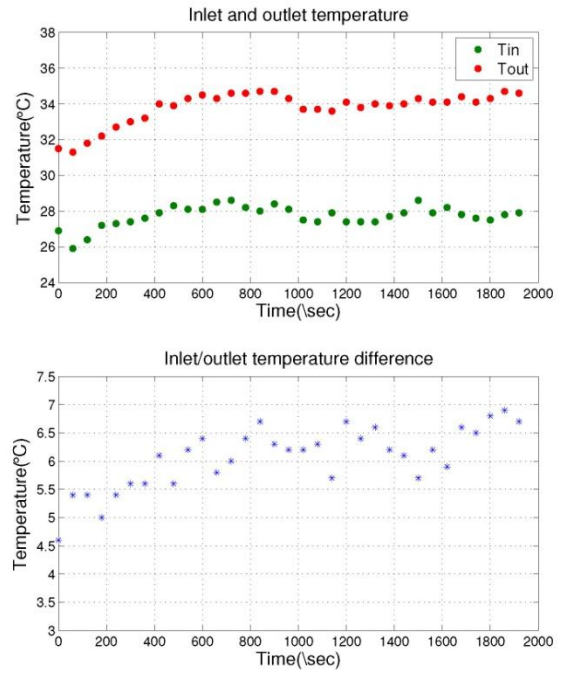 Inlet and outlet temperature
38
36
34
32
30
28
26
24
Temperature(ºC)
Tin
Tout
0 200 400 600 800 1000 1200 1400 1600 1800 2000
Time(\sec)
Inlet/outlet temperature difference
7.5
7
6.5
6
5.5
5
4.5
4
3.5
3
Temperature(ºC)
0 200 400 600 800 1000 1200 1400 1600 1800 2000
Time(\sec)